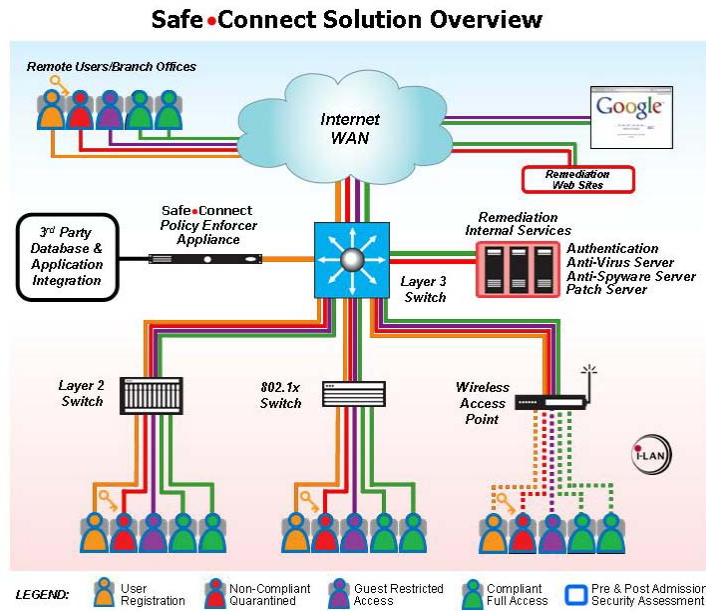 Safe•Connect Solution Overview
Remote Users/Branch Offices
Internet
WAN
Google
Remediation
Web Sites
3rd Party
Database &
Application
Integration
Safe•Connect
Policy Enforcer
Appliance
Layer 3
Switch
Remediation
Internal Services
Authentication
Anti-Virus Server
Anti-Spyware Server
Patch Server
Layer 2
Switch
802.1x
Switch
Wireless
Access
Point
i-LAN
LEGEND:
User
Registration
Non-Compliant
Quarantined
Guest Restricted
Access
Compliant
Full Access
Pre & Post Admission
Security Assessment